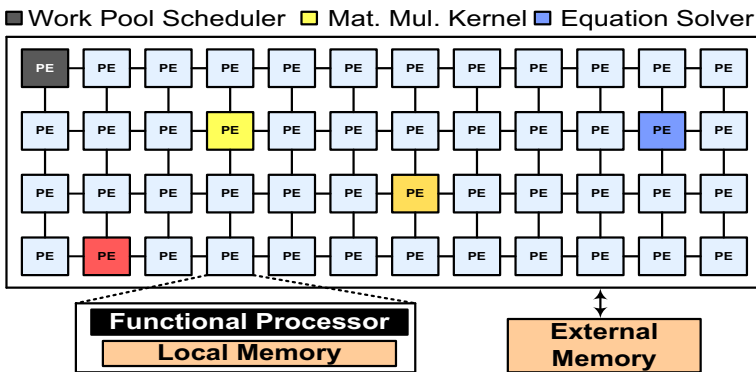 Work Pool Scheduler Mat. Mul. Kernel Equation Solver
PE PE PE PE PE PE PE PE PE PE PE PE
PE PE PE PE PE PE PE PE PE PE PE PE
PE PE PE PE PE PE PE PE PE PE PE PE
PE PE PE PE PE PE PE PE PE PE PE PE
Functional Processor
Local Memory
External
Memory